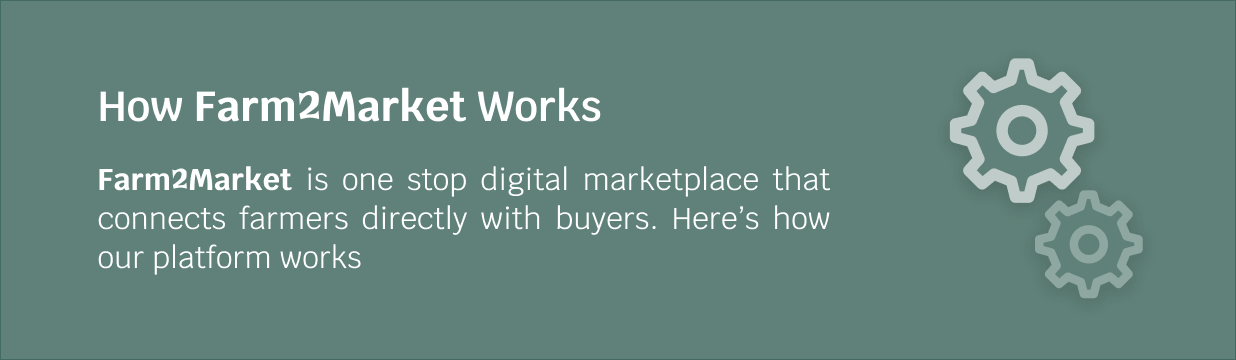 How Farm2Market Works
Farm2Market is one stop digital marketplace that
connects farmers directly with buyers. Here’s how
our platform works